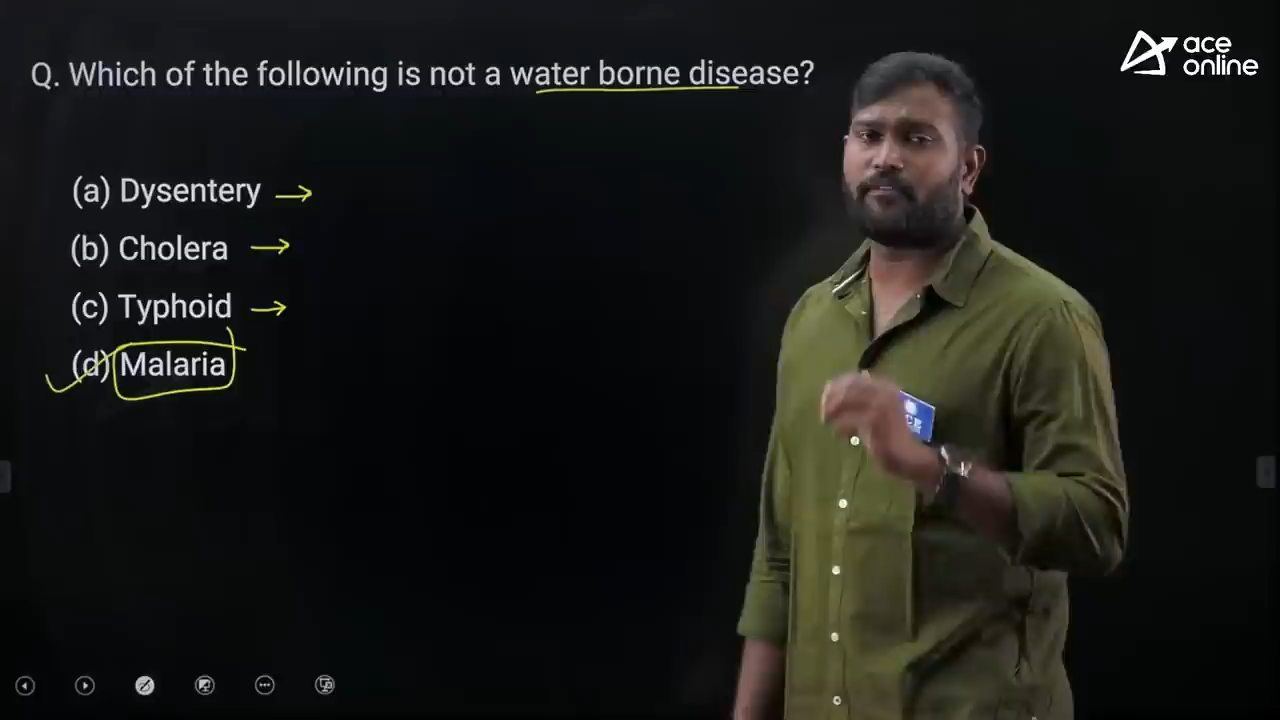 ace
online
Q. Which of the following is not a water borne disease?
(a) Dysentery
(b) Cholera
(c) Typhoid
(d) Malaria